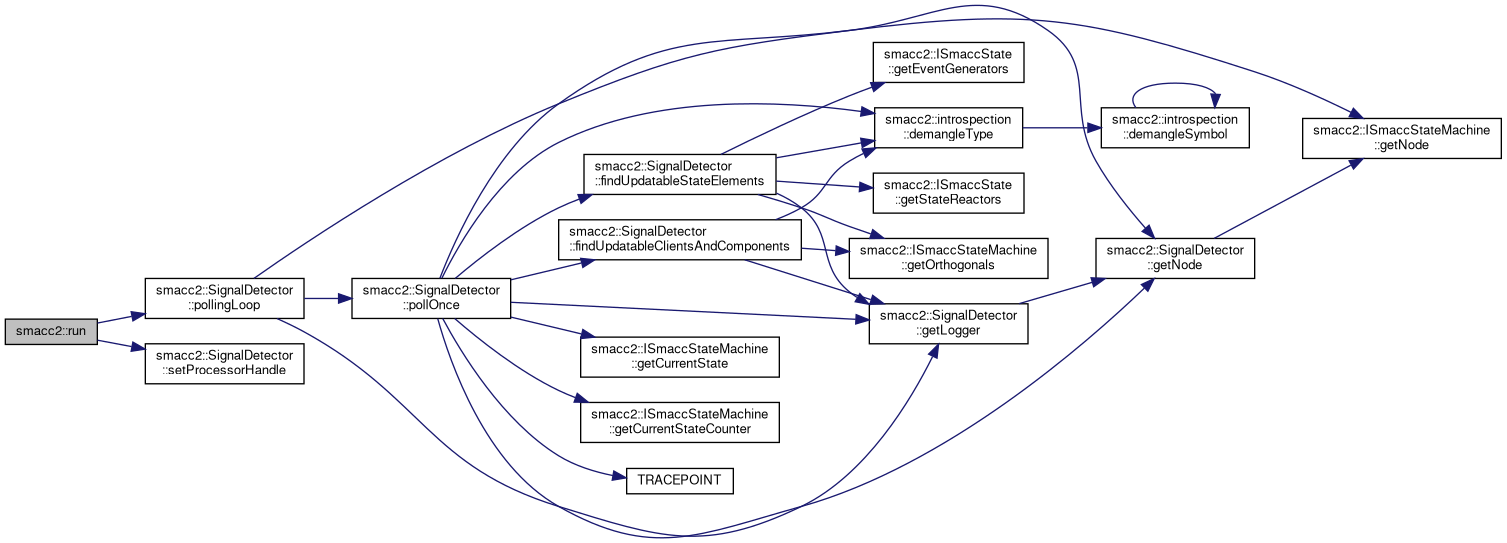 smacc2::run
smacc2::SignalDetector
::pollingLoop
smacc2::SignalDetector
::setProcessorHandle
smacc2::SignalDetector
::pollOnce
smacc2::SignalDetector
::findUpdatableStateElements
smacc2::SignalDetector
::findUpdatableClientsAndComponents
smacc2::ISmaccStateMachine
::getCurrentState
smacc2::ISmaccStateMachine
::getCurrentStateCounter
TRACEPOINT
smacc2::ISmaccState
::getEventGenerators
smacc2::introspection
::demangleType
smacc2::ISmaccState
::getStateReactors
smacc2::ISmaccStateMachine
::getOrthogonals
smacc2::SignalDetector
::getLogger
smacc2::introspection
::demangleSymbol
smacc2::SignalDetector
::getNode
smacc2::ISmaccStateMachine
::getNode